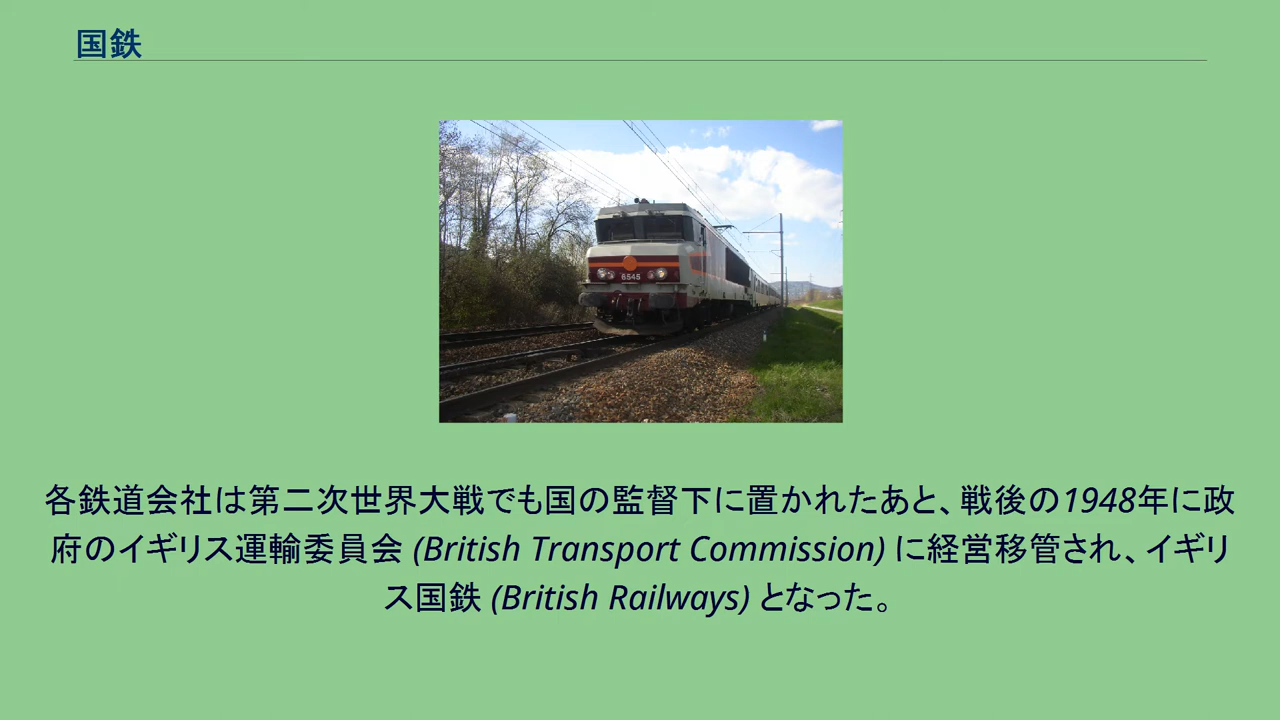 国鉄
6545
各鉄道会社は第二次世界大戦でも国の監督下に置かれたあと、戦後の1948年に政
府のイギリス運輸委員会 (British Transport Commission) に経営移管され、イギリ
ス国鉄 (British Railways) となった。